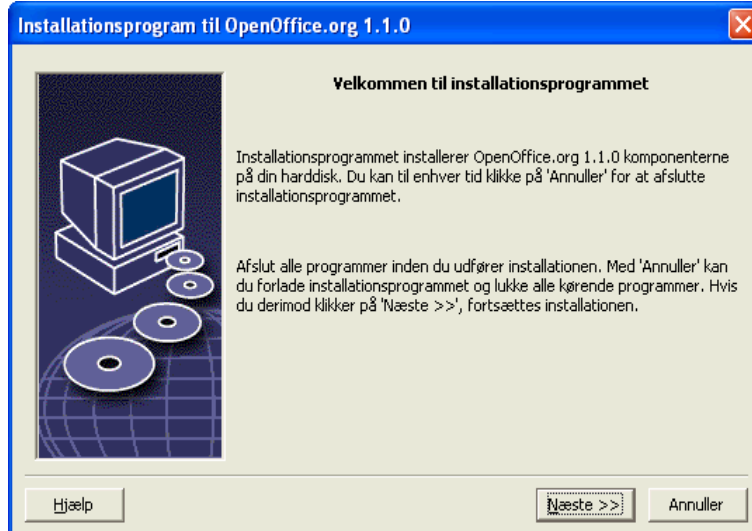 Installationsprogram til OpenOffice.org 1.1.0
Velkommen til installationsprogrammet
Installationsprogrammet installerer OpenOffice.org 1.1.0 komponenterne
på din harddisk. Du kan til enhver tid klikke på 'Annuller' for at afslutte
installationsprogrammet.
Afslut alle programmer inden du udfører installationen. Med 'Annuller' kan
du forlade installationsprogrammet og lukke alle kørende programmer. Hvis
du derimod klikker på 'Næste >>', fortsættes installationen.
Hjælp
Næste >>
Annuller